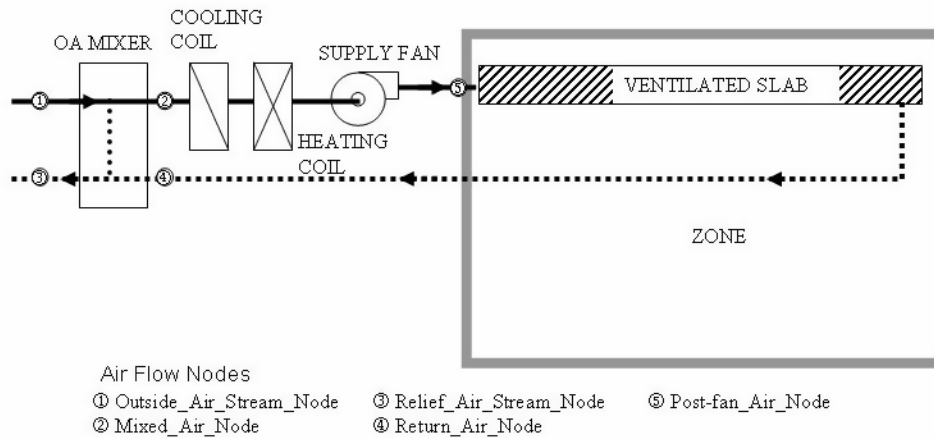 COOLING
COIL
OA MIXER
SUPPLY FAN
① ② ⑤ VENTILATED SLAB
HEATING
COIL
③ ④
ZONE
Air Flow Nodes
① Outside_Air_Stream_Node ③ Relief_Air_Stream_Node ⑤ Post-fan_Air_Node
② Mixed_Air_Node ④ Return_Air_Node